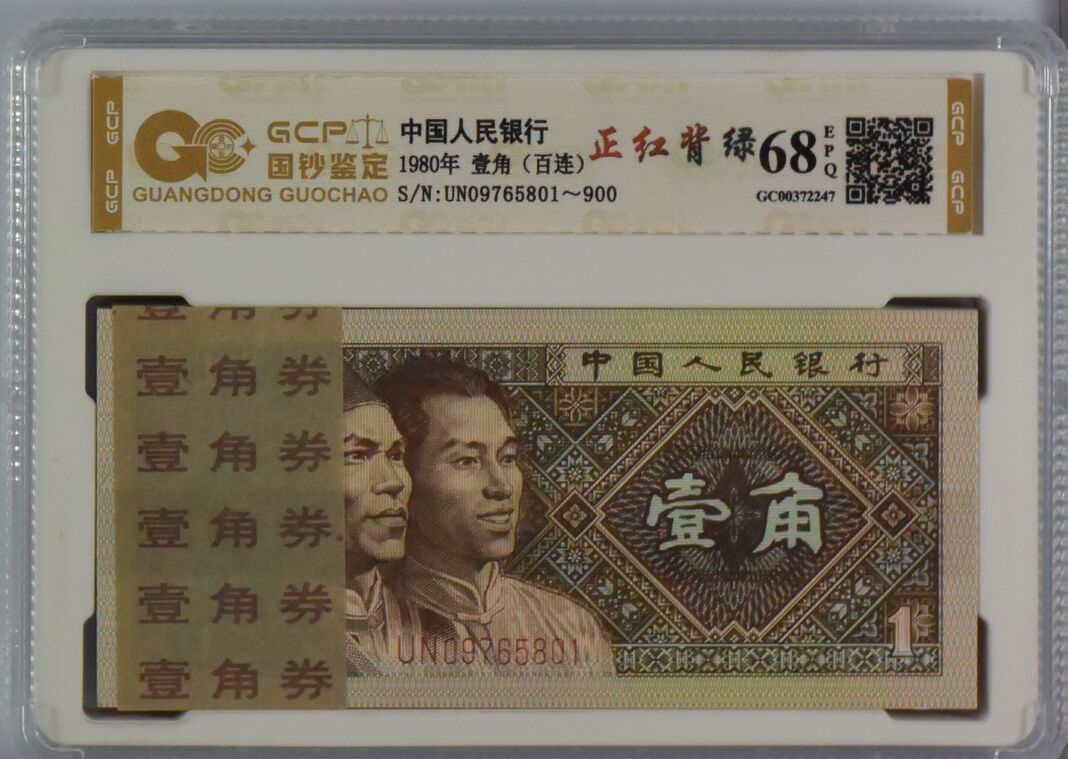 GCP
GCP
GCP
国钞鉴定
GUANGDONG GUOCHAO
中国人民银行
1980年 壹角（百连）
S/N:UN09765801～900
正红背绿
68
EPQ
GC00372247
GCP
GCP
壹角券
壹角券
壹角券
壹角券
壹角券
壹角券
中国人民银行
壹角
1
UN09765801